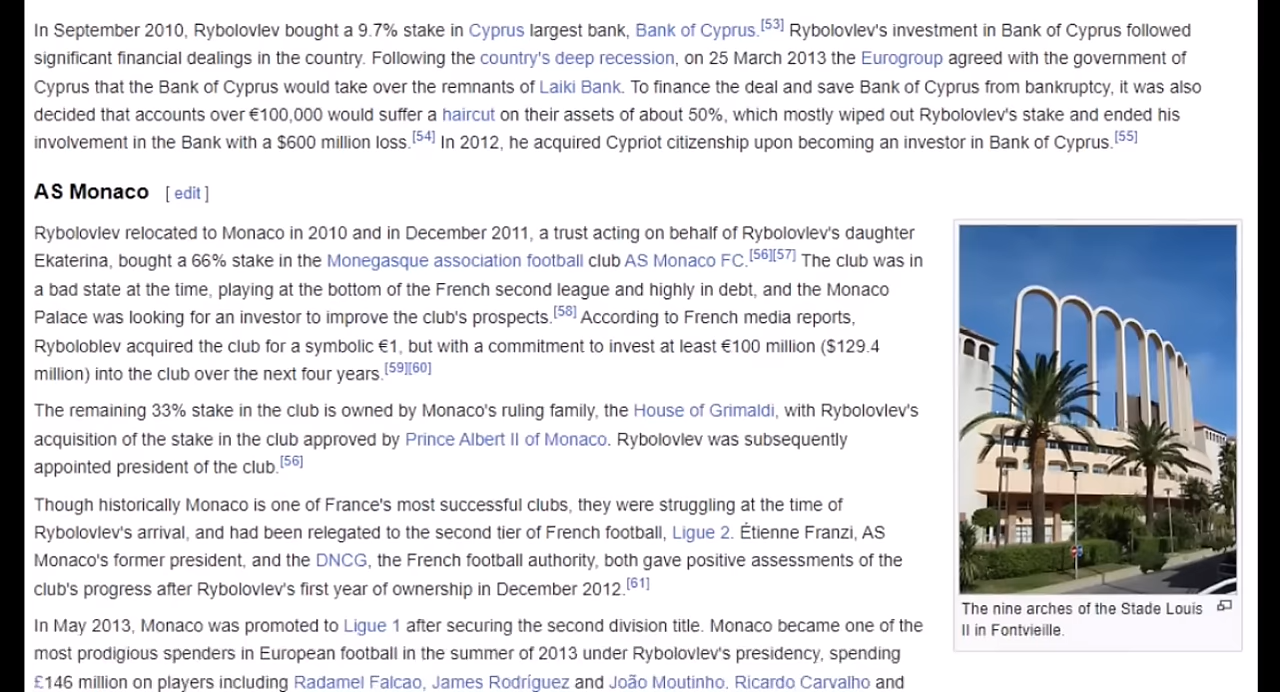 In September 2010, Rybolovlev bought a 9.7% stake in Cyprus largest bank, Bank of Cyprus.[53] Rybolovlev's investment in Bank of Cyprus followed
significant financial dealings in the country. Following the country's deep recession, on 25 March 2013 the Eurogroup agreed with the government of
Cyprus that the Bank of Cyprus would take over the remnants of Laiki Bank. To finance the deal and save Bank of Cyprus from bankruptcy, it was also
decided that accounts over €100,000 would suffer a haircut on their assets of about 50%, which mostly wiped out Rybolovlev's stake and ended his
involvement in the Bank with a $600 million loss.[54] In 2012, he acquired Cypriot citizenship upon becoming an investor in Bank of Cyprus.[55]
AS Monaco [ edit ]
Rybolovlev relocated to Monaco in 2010 and in December 2011, a trust acting on behalf of Rybolovlev's daughter
Ekaterina, bought a 66% stake in the Monegasque association football club AS Monaco FC.[56][57] The club was in
a bad state at the time, playing at the bottom of the French second league and highly in debt, and the Monaco
Palace was looking for an investor to improve the club's prospects.[58] According to French media reports,
Ryboloblev acquired the club for a symbolic €1, but with a commitment to invest at least €100 million ($129.4
million) into the club over the next four years.[59][60]
The remaining 33% stake in the club is owned by Monaco's ruling family, the House of Grimaldi, with Rybolovlev's
acquisition of the stake in the club approved by Prince Albert II of Monaco. Rybolovlev was subsequently
appointed president of the club.[56]
Though historically Monaco is one of France's most successful clubs, they were struggling at the time of
Rybolovlev's arrival, and had been relegated to the second tier of French football, Ligue 2. Étienne Franzi, AS
Monaco's former president, and the DNCG, the French football authority, both gave positive assessments of the
club's progress after Rybolovlev's first year of ownership in December 2012.[61]
In May 2013, Monaco was promoted to Ligue 1 after securing the second division title. Monaco became one of the
most prodigious spenders in European football in the summer of 2013 under Rybolovlev's presidency, spending
£146 million on players including Radamel Falcao, James Rodríguez and João Moutinho. Ricardo Carvalho and
The nine arches of the Stade Louis
II in Fontvieille.